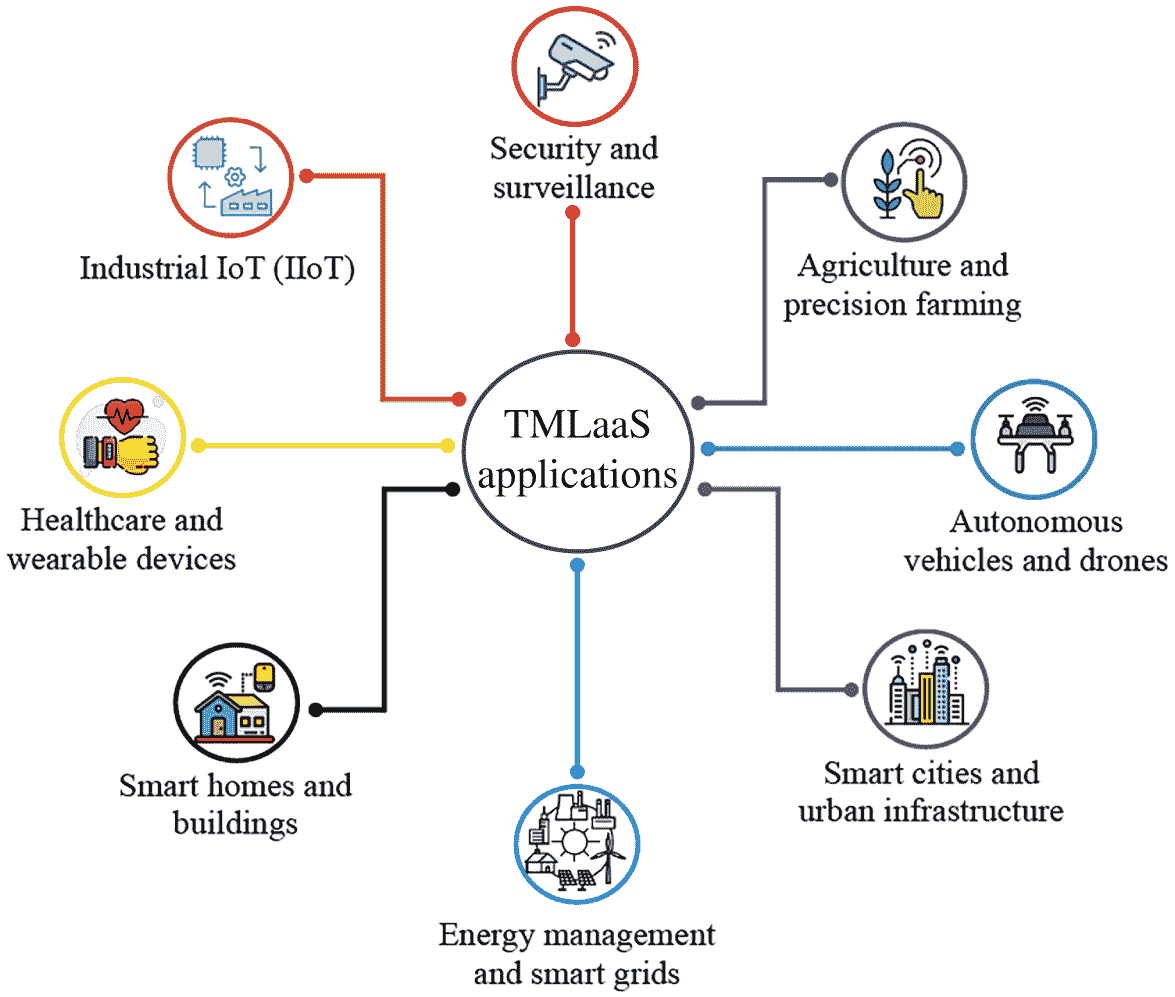 Security and
surveillance
Industrial IoT (IIoT)
Agriculture and
precision farming
TMLaaS
applications
Healthcare and
wearable devices
Autonomous
vehicles and drones
Smart homes and
buildings
Smart cities and
urban infrastructure
Energy management
and smart grids